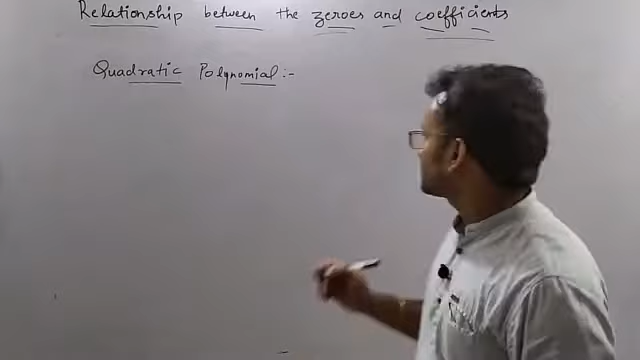 Relationship between the zeroes and coefficients
Quadratic Polynomial :-